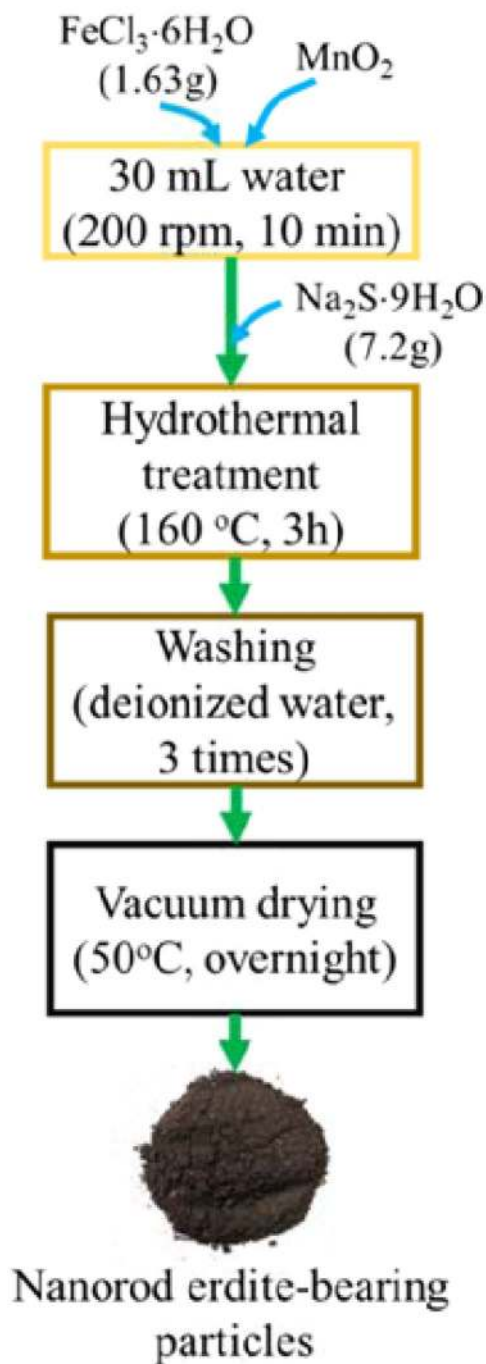 FeCl₃·6H₂O
(1.63g)
MnO₂
30 mL water
(200 rpm, 10 min)
Na₂S·9H₂O
(7.2g)
Hydrothermal
treatment
(160 °C, 3h)
Washing
(deionized water,
3 times)
Vacuum drying
(50°C, overnight)
Nanorod erdite-bearing
particles